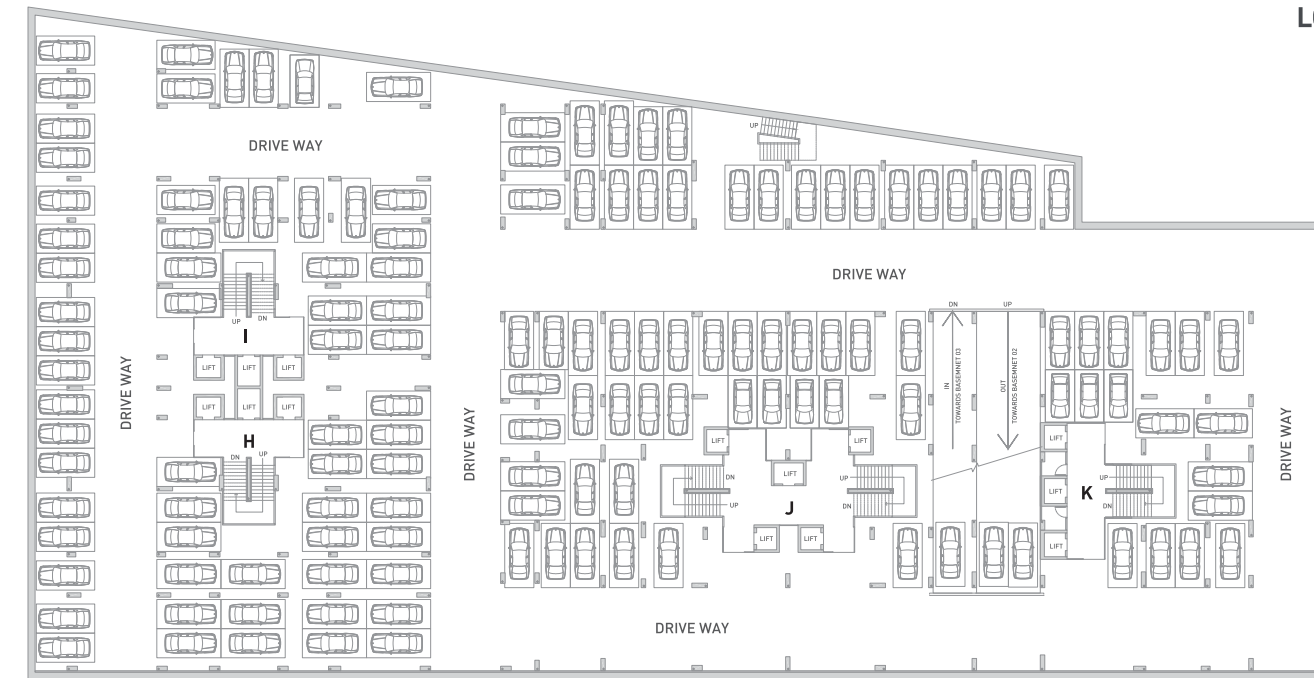 LO
DRIVE WAY
UP
DRIVE WAY
DN
UP
UP
DN
I
LIFT
LIFT
LIFT
DRIVE WAY
IN
TOWARDS BASEMNET 03
OUT
TOWARDS BASEMNET 02
LIFT
LIFT
LIFT
H
DN
UP
DRIVE WAY
LIFT
LIFT
LIFT
DRIVE WAY
LIFT
DN
UP
UP
DN
J
LIFT
UP
DN
K
LIFT
LIFT
LIFT
DRIVE WAY